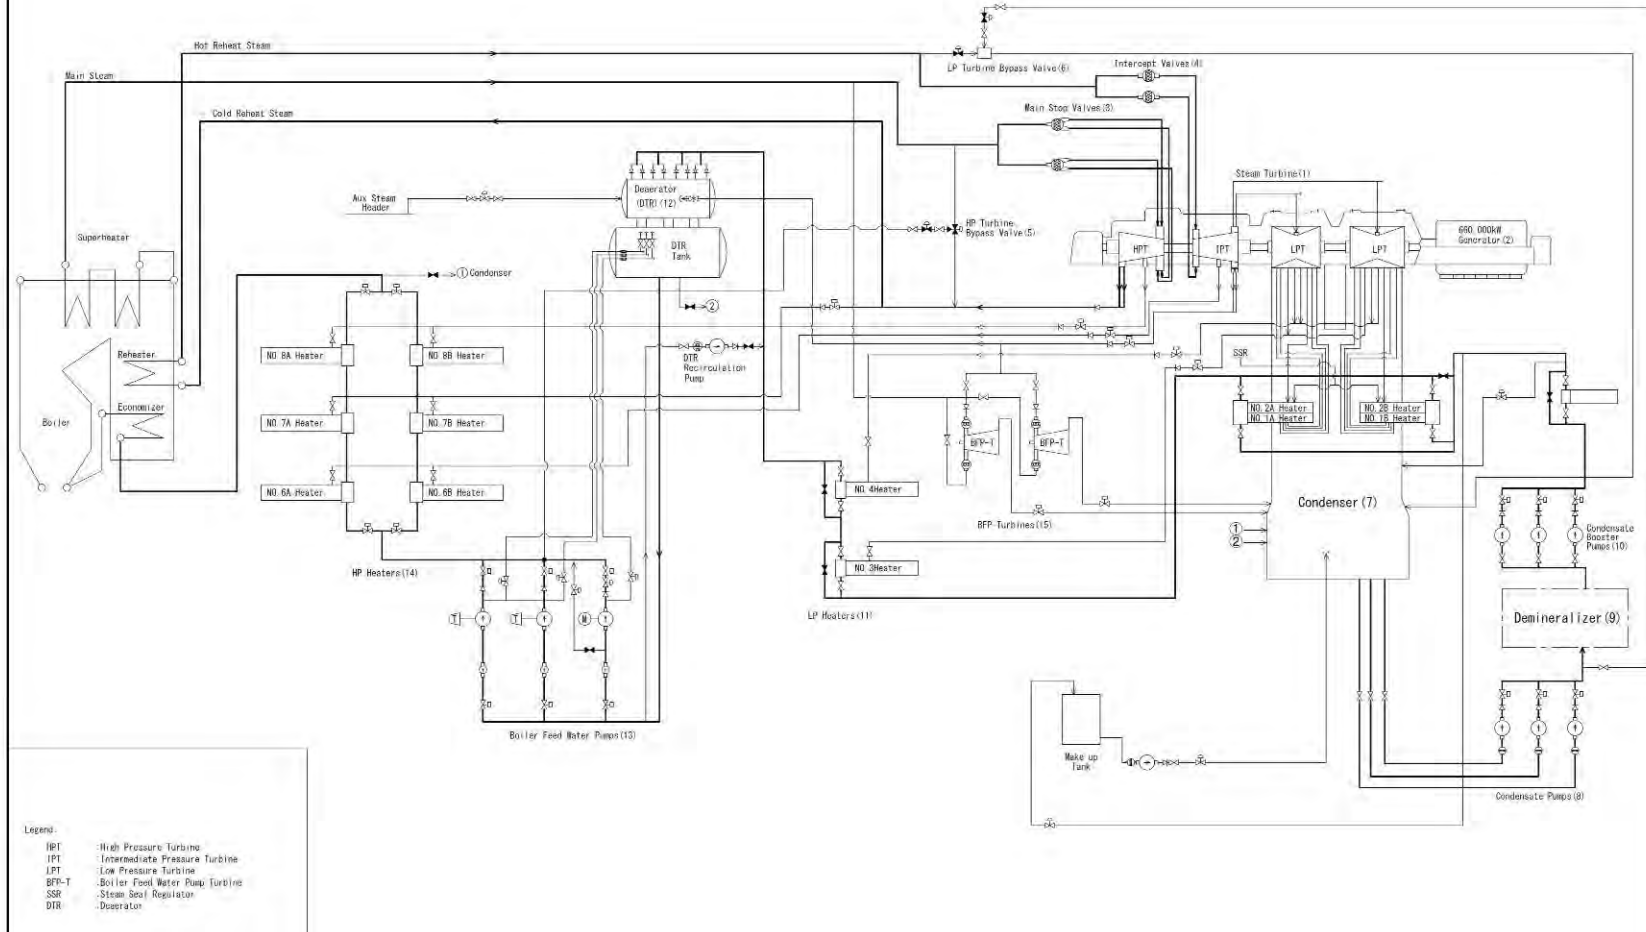 Hot Reheat Steam
LP Turbine Bypass Valve(6)
Intercept Valves(4)
Main Steam
Main Stop Valves(3)
Cold Reheat Steam
Steam Turbine(1)
Aux Steam
Header
Deaerator
(DTR)(12)
HP Turbine
Bypass Valve(5)
660,000kW
Generator(2)
Superheater
DTR
Tank
HPT
IPT
LPT
LPT
1 Condenser
2
Reheater
NO.8A Heater
NO.8B Heater
DTR
Recirculation
Pump
SSR
Economizer
Boiler
NO.7A Heater
NO.7B Heater
NO.2A Heater
NO.1A Heater
NO.2B Heater
NO.1B Heater
BFP-T
BFP-T
NO.6A Heater
NO.6B Heater
NO.4Heater
Condenser(7)
BFP-Turbines(15)
1
2
Condensate
Booster
Pumps(10)
HP Heaters(14)
NO.3Heater
LP Heaters(11)
T
T
M
Demineralizer(9)
Boiler Feed Water Pumps(13)
Make up
Tank
Condensate Pumps(8)
Legend
HPT :High Pressure Turbine
IPT :Intermediate Pressure Turbine
LPT :Low Pressure Turbine
BFP-T :Boiler Feed Water Pump Turbine
SSR :Steam Seal Regulator
DTR :Deaerator